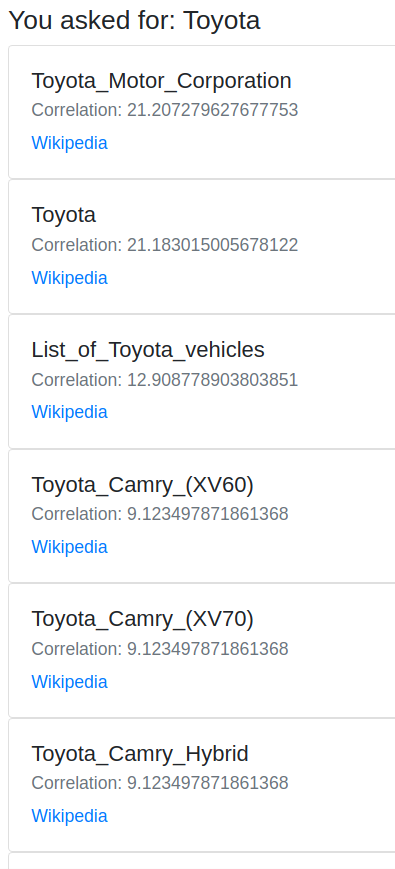 You asked for: Toyota
Toyota_Motor_Corporation
Correlation: 21.207279627677753
Wikipedia
Toyota
Correlation: 21.183015005678122
Wikipedia
List_of_Toyota_vehicles
Correlation: 12.908778903803851
Wikipedia
Toyota_Camry_(XV60)
Correlation: 9.123497871861368
Wikipedia
Toyota_Camry_(XV70)
Correlation: 9.123497871861368
Wikipedia
Toyota_Camry_Hybrid
Correlation: 9.123497871861368
Wikipedia